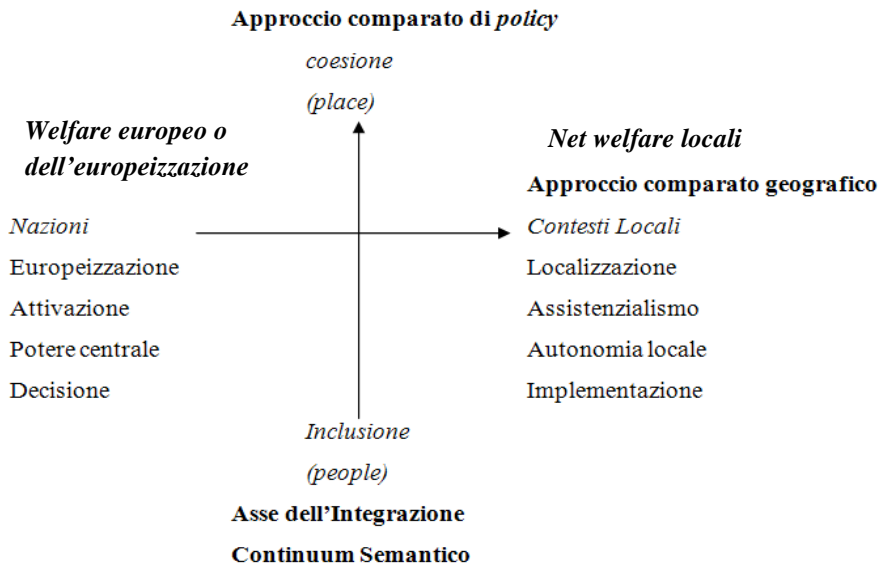 Approccio comparato di policy
coesione
(place)
Welfare europeo o
dell’europeizzazione
Net welfare locali
Approccio comparato geografico
Nazioni
Contesti Locali
Europeizzazione
Localizzazione
Attivazione
Assistenzialismo
Potere centrale
Autonomia locale
Decisione
Implementazione
Inclusione
(people)
Asse dell’Integrazione
Continuum Semantico